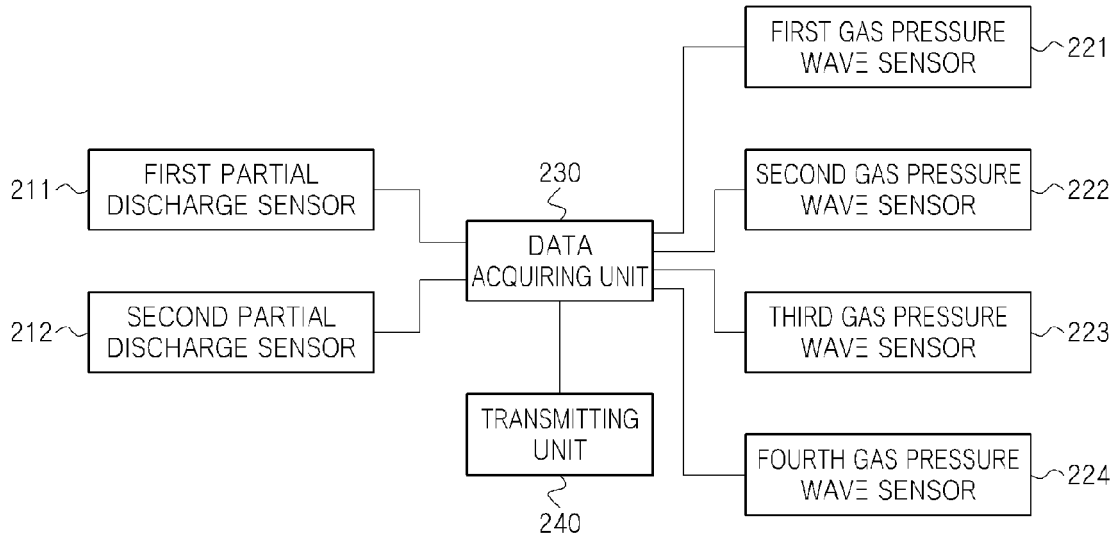 FIRST GAS PRESSURE
WAVE SENSOR
221
FIRST PARTIAL
DISCHARGE SENSOR
211
SECOND PARTIAL
DISCHARGE SENSOR
212
230
DATA
ACQUIRING UNIT
TRANSMITTING
UNIT
240
SECOND GAS PRESSURE
WAVE SENSOR
222
THIRD GAS PRESSURE
WAVE SENSOR
223
FOURTH GAS PRESSURE
WAVE SENSOR
224